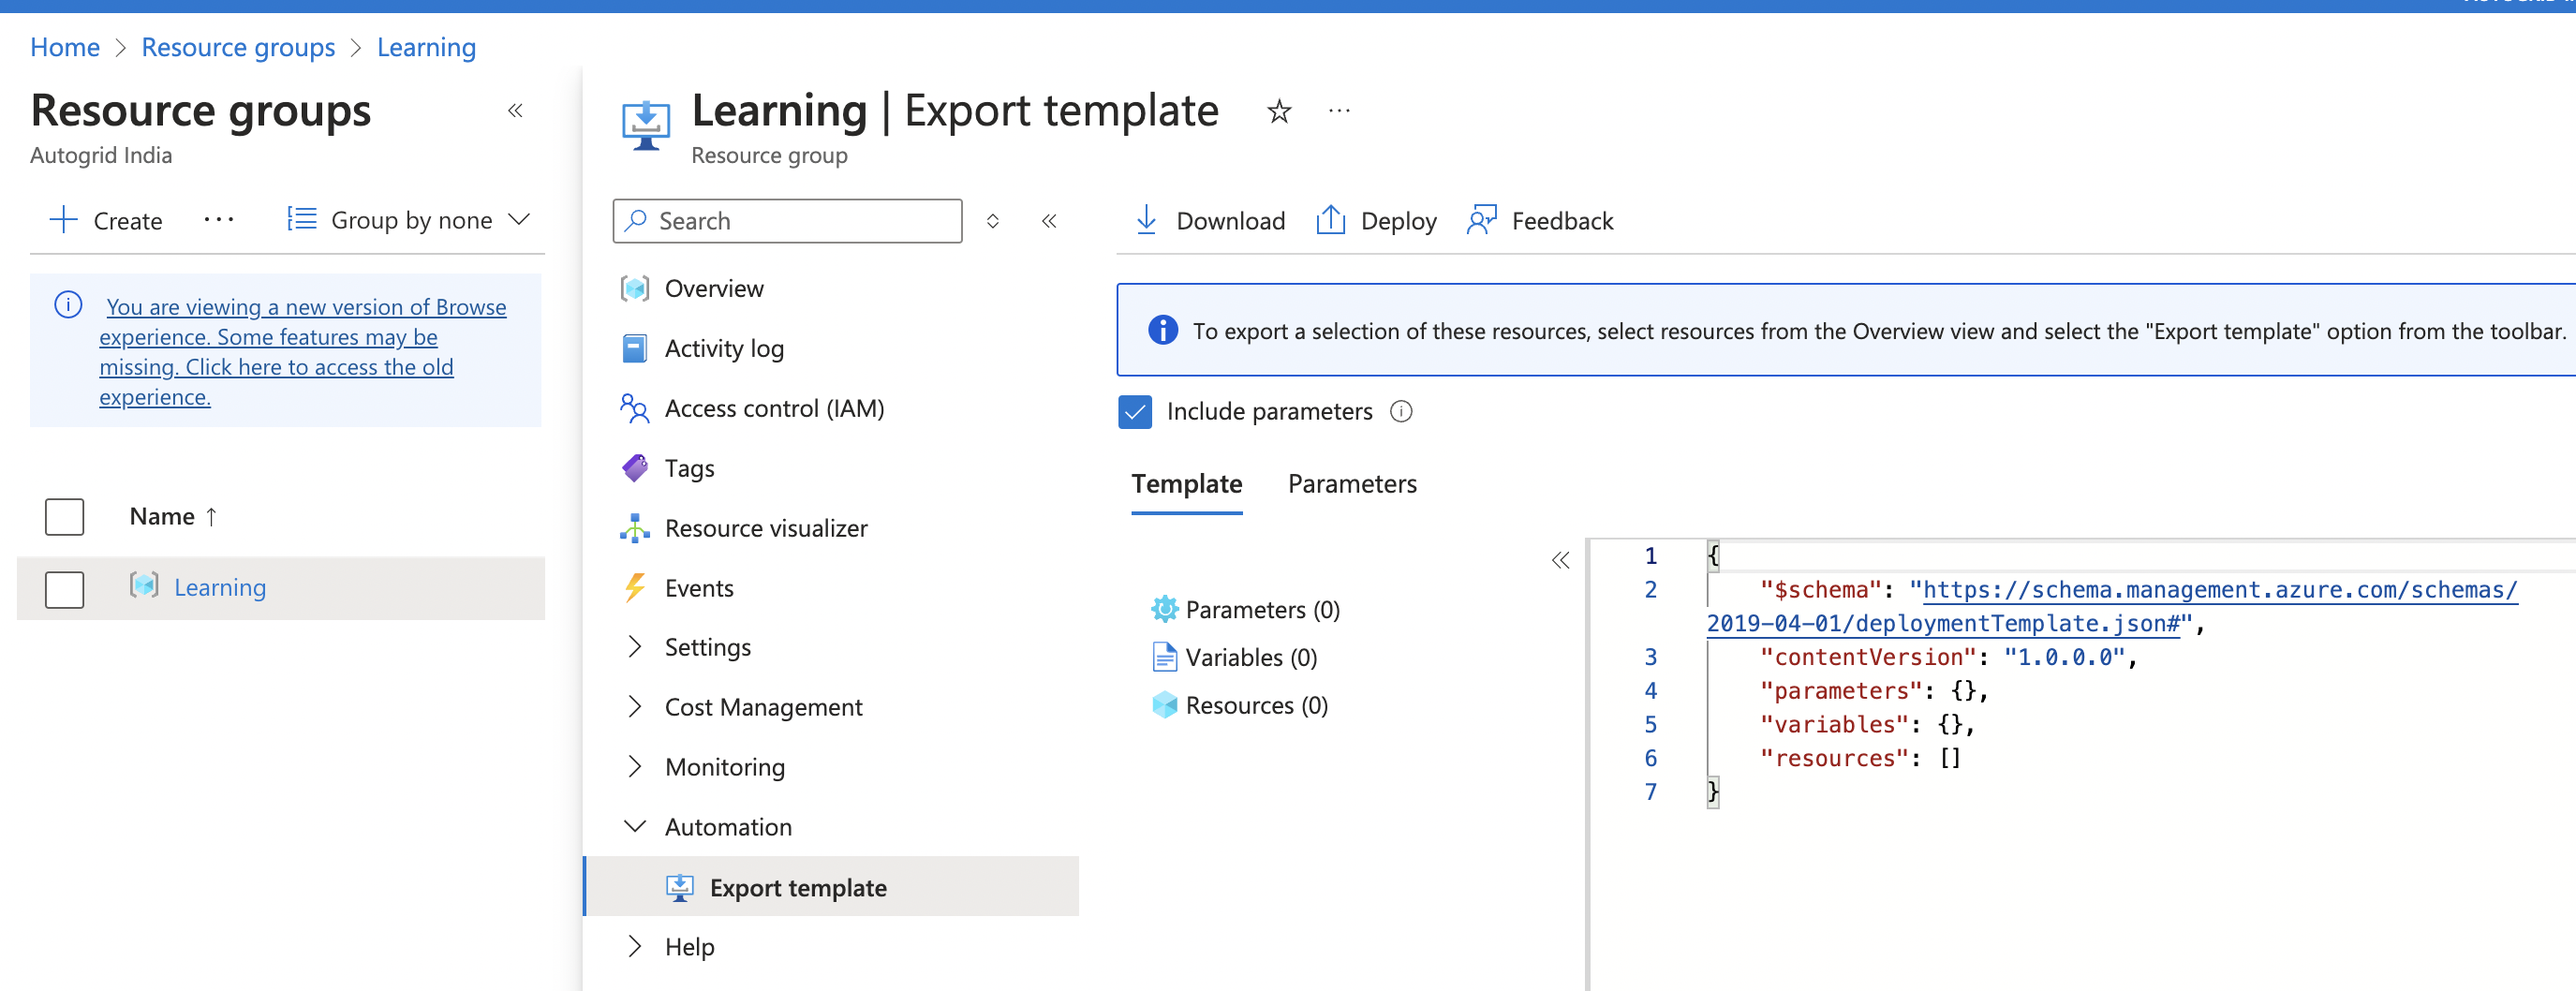 Home > Resource groups > Learning
Resource groups
Autogrid India
Create
Group by none
You are viewing a new version of Browse
experience. Some features may be
missing. Click here to access the old
experience.
Name ↑
Learning
Learning | Export template
Resource group
Search
Overview
Activity log
Access control (IAM)
Tags
Resource visualizer
Events
Settings
Cost Management
Monitoring
Automation
Export template
Help
Download Deploy Feedback
To export a selection of these resources, select resources from the Overview view and select the "Export template" option from the toolbar.
Include parameters
Template Parameters
Parameters (0)
Variables (0)
Resources (0)
1 {
2 "$schema": "https://schema.management.azure.com/schemas/
2019-04-01/deploymentTemplate.json#",
3 "contentVersion": "1.0.0.0",
4 "parameters": {},
5 "variables": {},
6 "resources": []
7 }